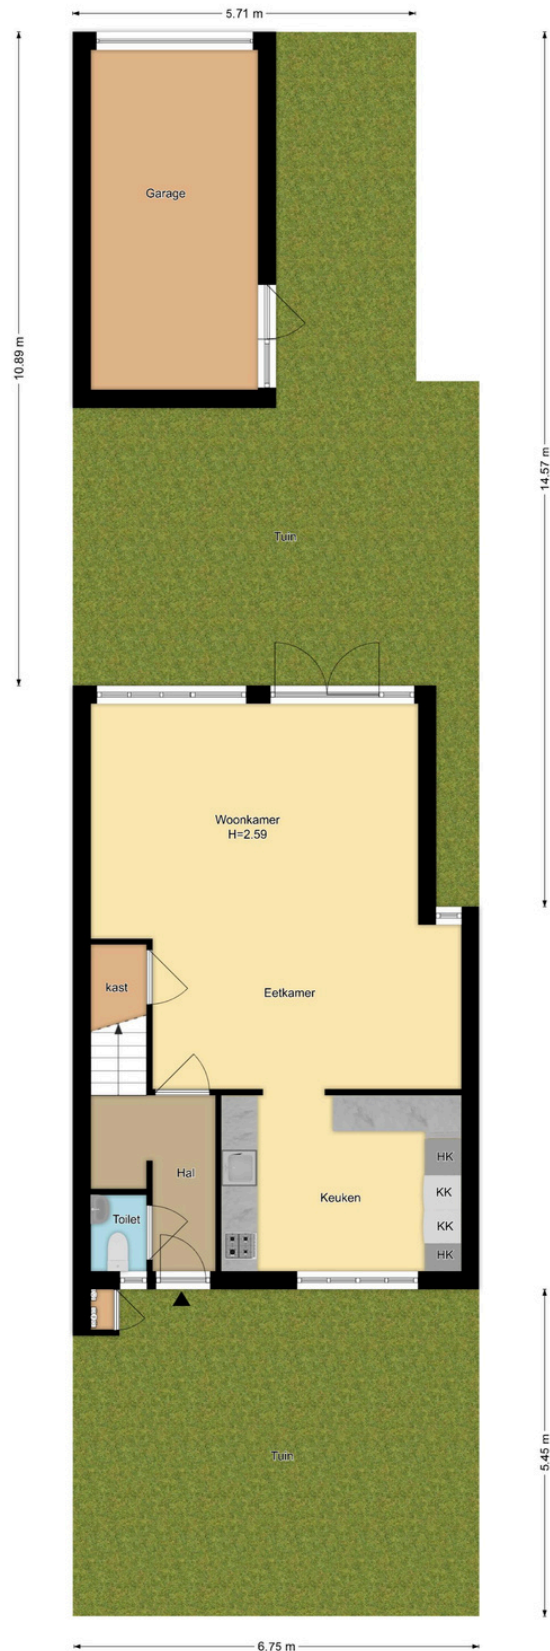 5.71 m
Garage
10.89 m
14.57 m
Tuin
Woonkamer
H=2.59
kast
Eetkamer
Hal
HK
KK
Keuken
Toilet
KK
HK
Tuin
5.45 m
6.75 m